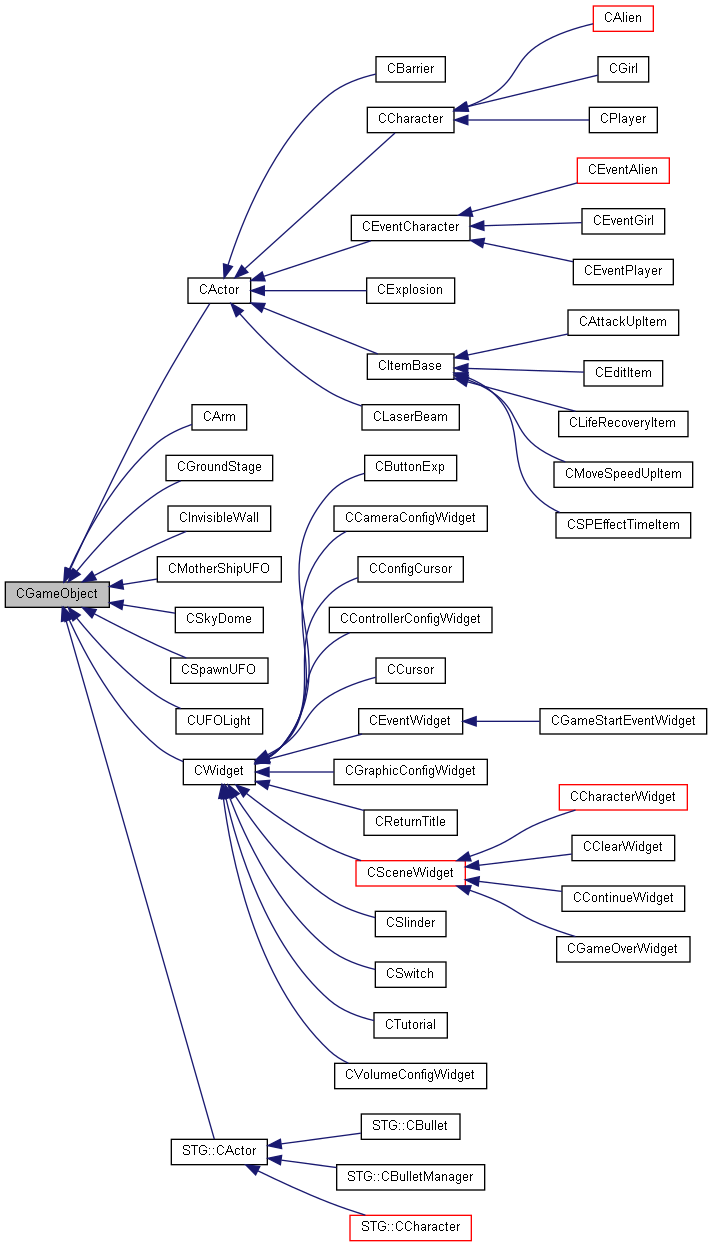 CAlien
CBarrier
CGirl
CCharacter
CPlayer
CEventAlien
CEventCharacter
CEventGirl
CEventPlayer
CActor
CExplosion
CAttackUpItem
CItemBase
CEditItem
CArm
CLaserBeam
CLifeRecoveryItem
CGroundStage
CButtonExp
CMoveSpeedUpItem
CInvisibleWall
CCameraConfigWidget
CSPEffectTimeItem
CMotherShipUFO
CConfigCursor
CGameObject
CSkyDome
CControllerConfigWidget
CSpawnUFO
CCursor
CUFOLight
CEventWidget
CGameStartEventWidget
CWidget
CGraphicConfigWidget
CCharacterWidget
CReturnTitle
CClearWidget
CSceneWidget
CContinueWidget
CSlinder
CGameOverWidget
CSwitch
CTutorial
CVolumeConfigWidget
STG::CBullet
STG::CActor
STG::CBulletManager
STG::CCharacter